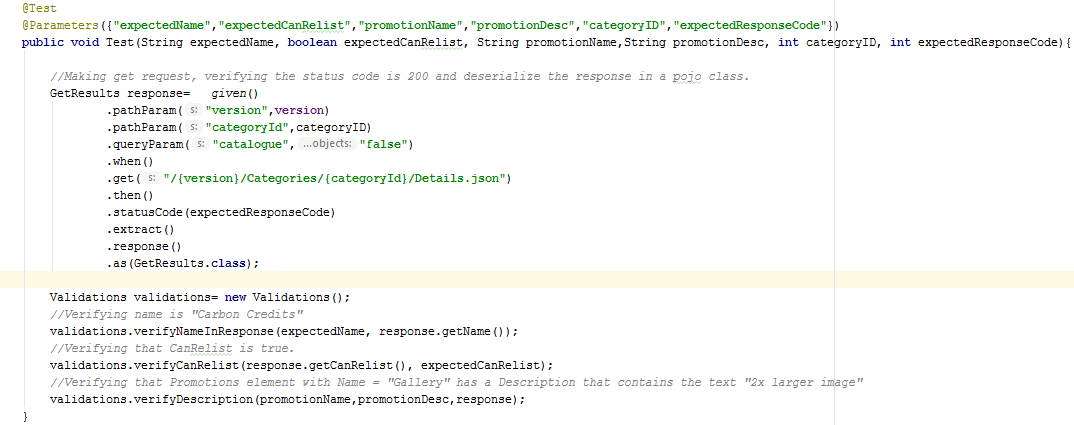 @Test
@Parameters({"expectedName","expectedCanRelist","promotionName","promotionDesc","categoryID","expectedResponseCode"})
public void Test(String expectedName, boolean expectedCanRelist, String promotionName,String promotionDesc, int categoryID, int expectedResponseCode){
//Making get request, verifying the status code is 200 and deserialize the response in a pojo class.
GetResults response=   given()
.pathParam( s: "version",version)
.pathParam( s: "categoryId",categoryID)
.queryParam( s: "catalogue", ...objects: "false")
.when()
.get( s: "/{version}/Categories/{categoryId}/Details.json")
.then()
.statusCode(expectedResponseCode)
.extract()
.response()
.as(GetResults.class);
Validations validations= new Validations();
//Verifying name is "Carbon Credits"
validations.verifyNameInResponse(expectedName, response.getName());
//Verifying that CanRelist is true.
validations.verifyCanRelist(response.getCanRelist(), expectedCanRelist);
//Verifying that Promotions element with Name = "Gallery" has a Description that contains the text "2x larger image"
validations.verifyDescription(promotionName,promotionDesc,response);
}